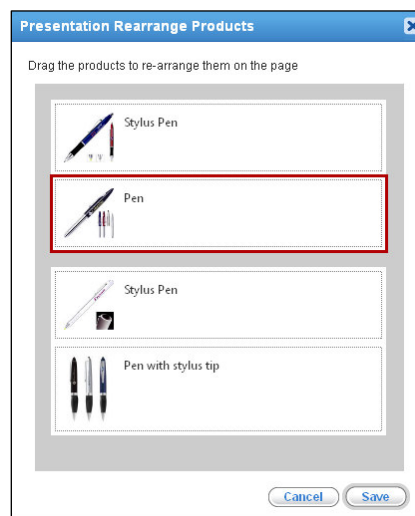 Presentation Rearrange Products
Drag the products to re-arrange them on the page
Stylus Pen
Pen
Stylus Pen
Pen with stylus tip
Cancel Save